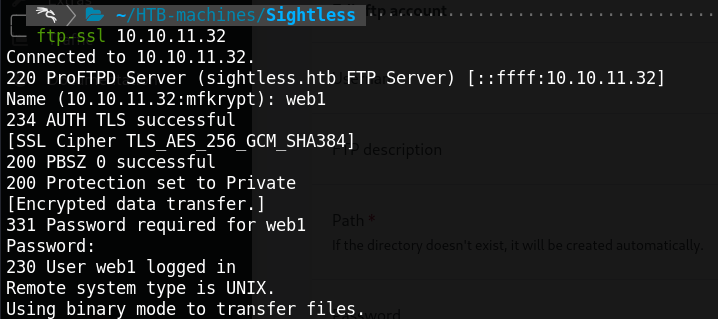 ~/HTB-machines/Sightless
ftp account
ftp-ssl 10.10.11.32
Connected to 10.10.11.32.
220 ProFTPD Server (sightless.htb FTP Server) [::ffff:10.10.11.32]
Name (10.10.11.32:mfkrypt): web1
234 AUTH TLS successful
[SSL Cipher TLS_AES_256_GCM_SHA384]
200 PBSZ 0 successful
FTP description
200 Protection set to Private
[Encrypted data transfer.]
331 Password required for web1
Path *
Password:
If the directory doesn't exist, it will be created automatically.
230 User web1 logged in
Remote system type is UNIX.
Using binary mode to transfer files.
Password